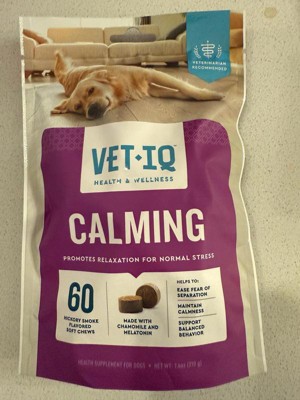 VETERINARIAN
RECOMMENDED
VET+IQ
HEALTH & WELLNESS
CALMING
PROMOTES RELAXATION FOR NORMAL STRESS
60
HICKORY SMOKE
FLAVORED
SOFT CHEWS
MADE WITH
CHAMOMILE AND
MELATONIN
HELPS TO:
EASE FEAR OF
SEPARATION
MAINTAIN
CALMNESS
SUPPORT
BALANCED
BEHAVIOR
HEALTH SUPPLEMENT FOR DOGS • NET WT: